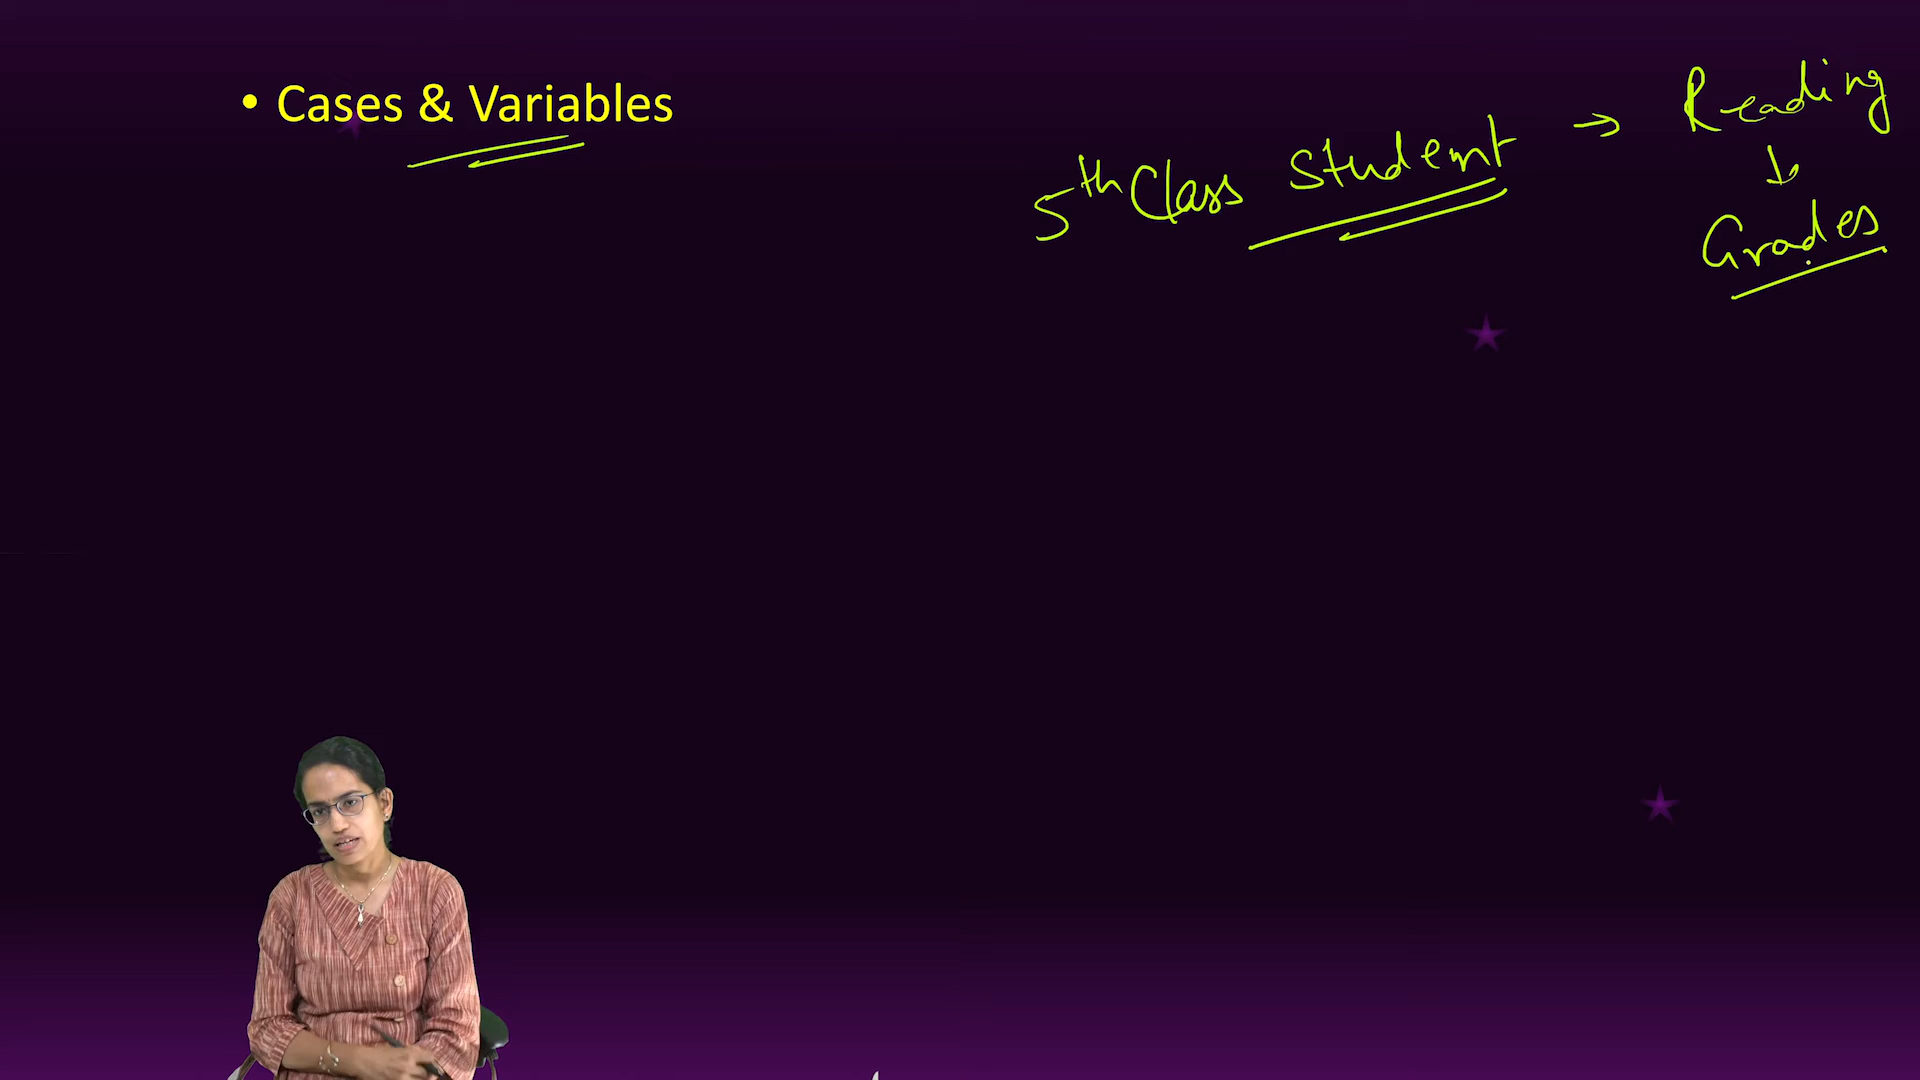 • Cases & Variables
5th Class Student → Reading
↓
Grades